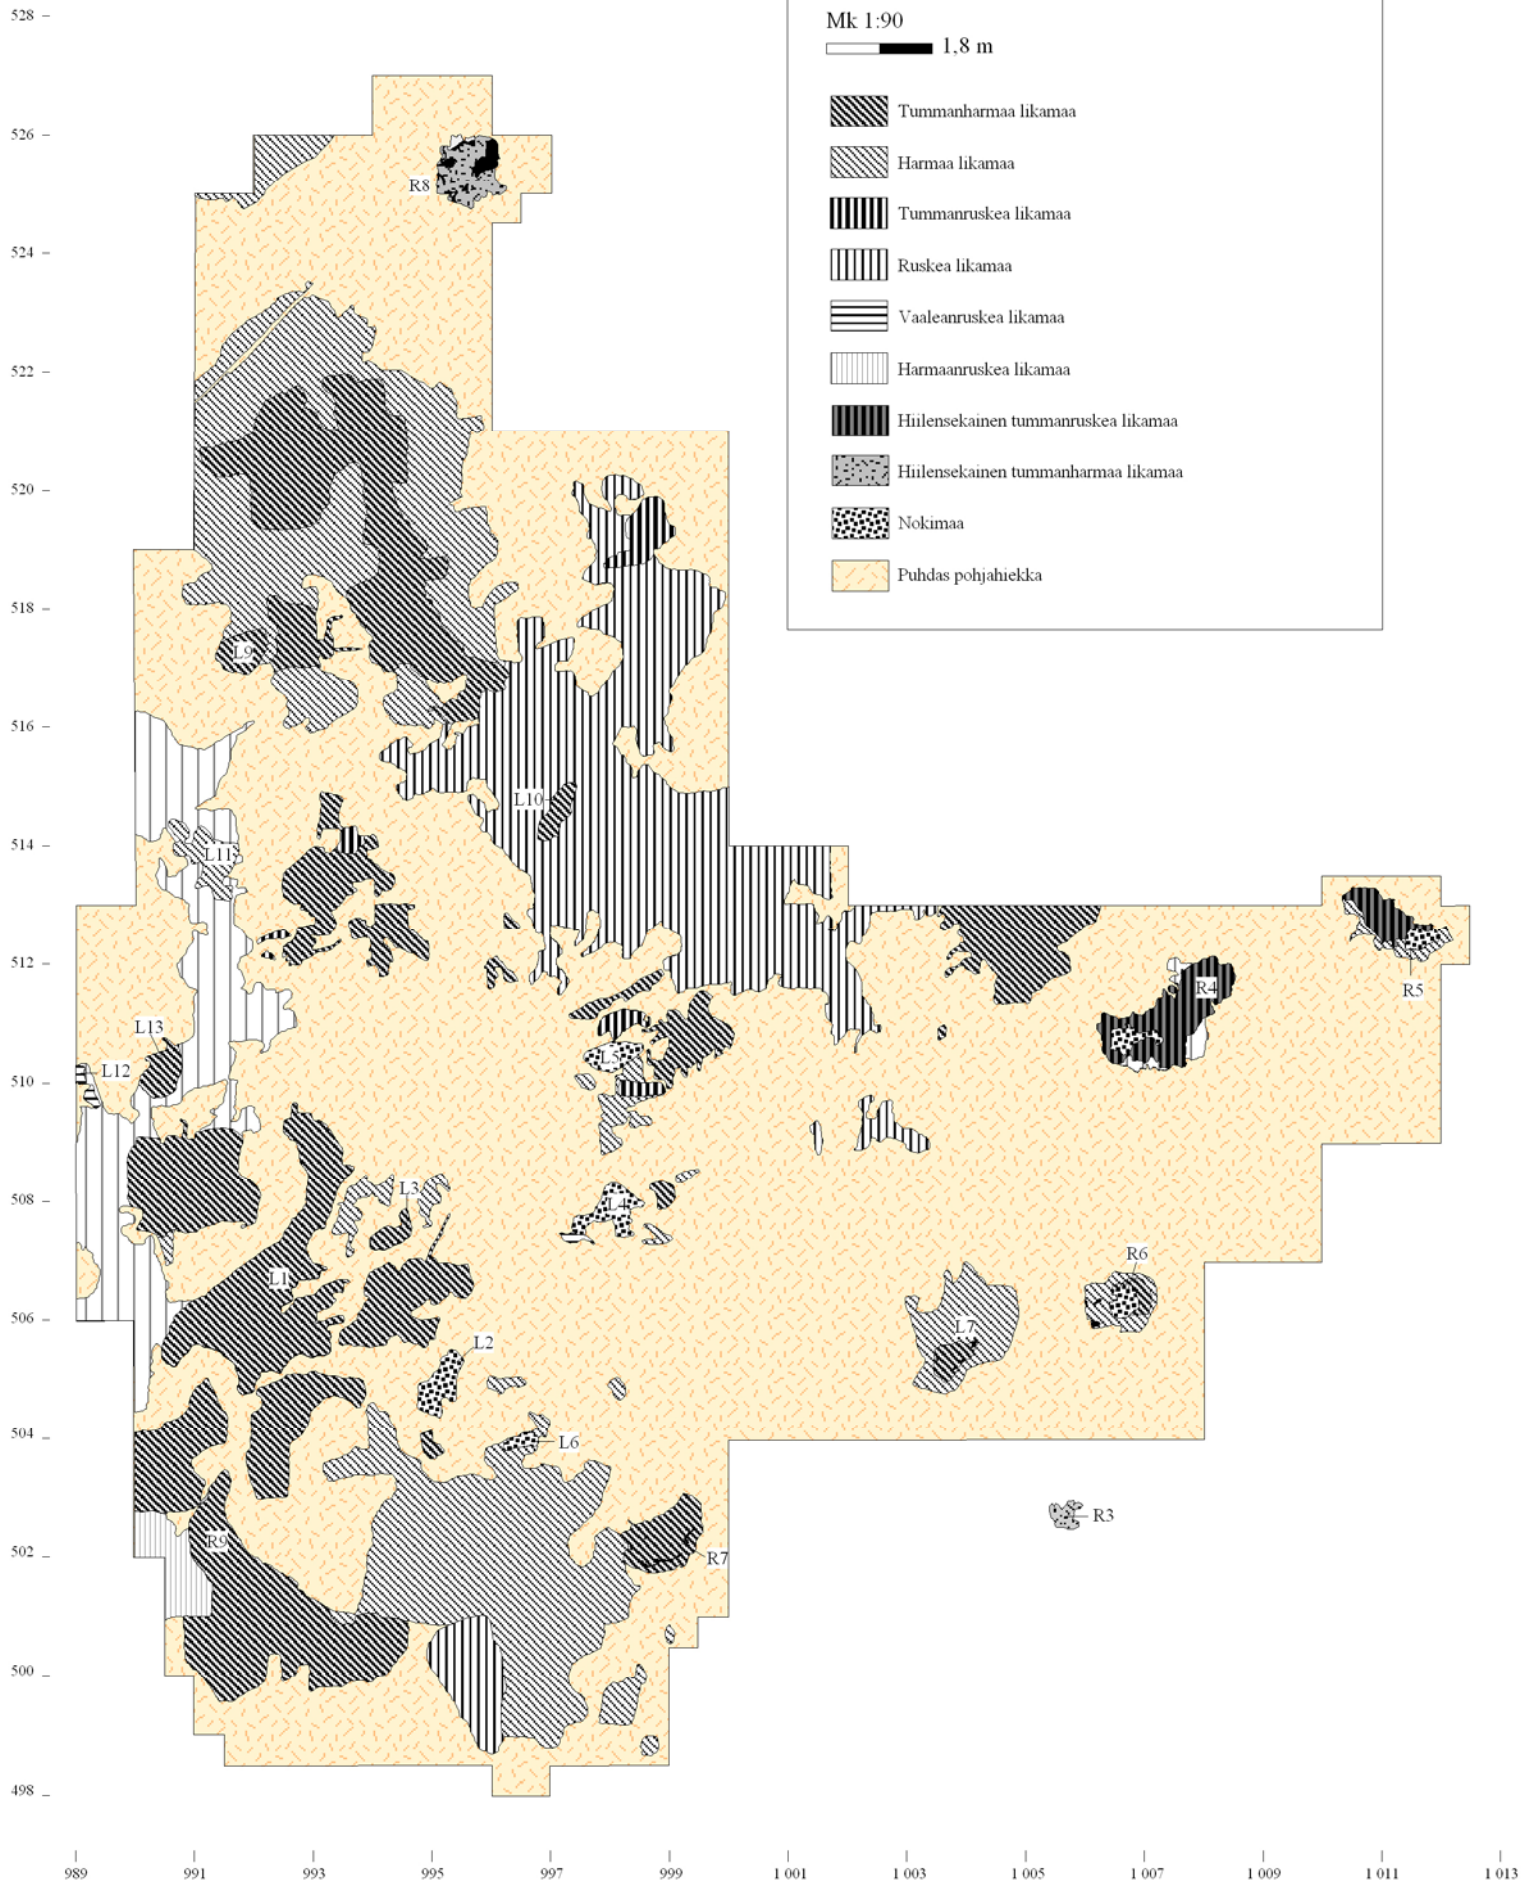 528
Mk 1:90
1,8 m
Tummanharmaa likamaa
526
Harmaa likamaa
R8
Tummanruskea likamaa
524
Ruskea likamaa
Vaaleanruskea likamaa
522
Harmaanruskea likamaa
Hiilensekainen tummanruskea likamaa
Hiilensekainen tummanharmaa likamaa
520
Nokimaa
Puhdas pohjahiekka
518
L9
516
L10
514
L11
512
R4
R5
L13
L12
L5
510
508
L3
L4
R6
L1
506
L7
L2
504
L6
R3
502
R9
R7
500
498
989 991 993 995 997 999 1 001 1 003 1 005 1 007 1 009 1 011 1 013